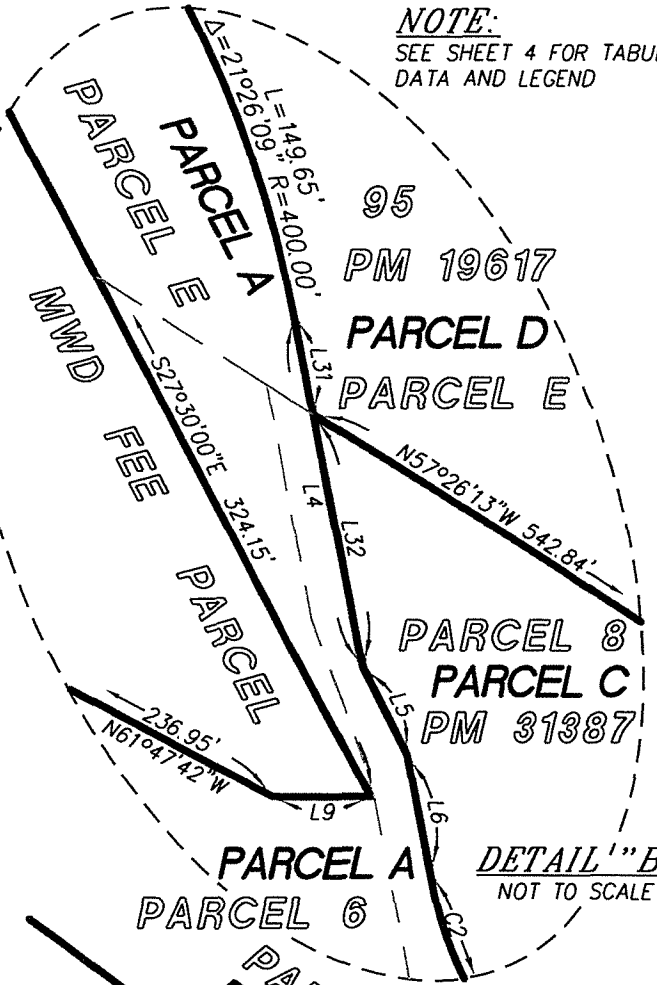 NOTE:
SEE SHEET 4 FOR
DATA AND LEGEND
Δ=21°26'09"
L=149.65'
R=400.00'
PARCEL E
PARCEL A
95
PM 19617
MWD FEE PARCEL
PARCEL D
L31
PARCEL E
S27°30'00"E 324.15'
N57°26'13"W 542.84'
L4
L32
PARCEL 8
PARCEL C
L5
PM 31387
236.95'
N61°47'42"W
L9
L6
PARCEL A
DETAIL "B
NOT TO SCALE
PARCEL 6
C2